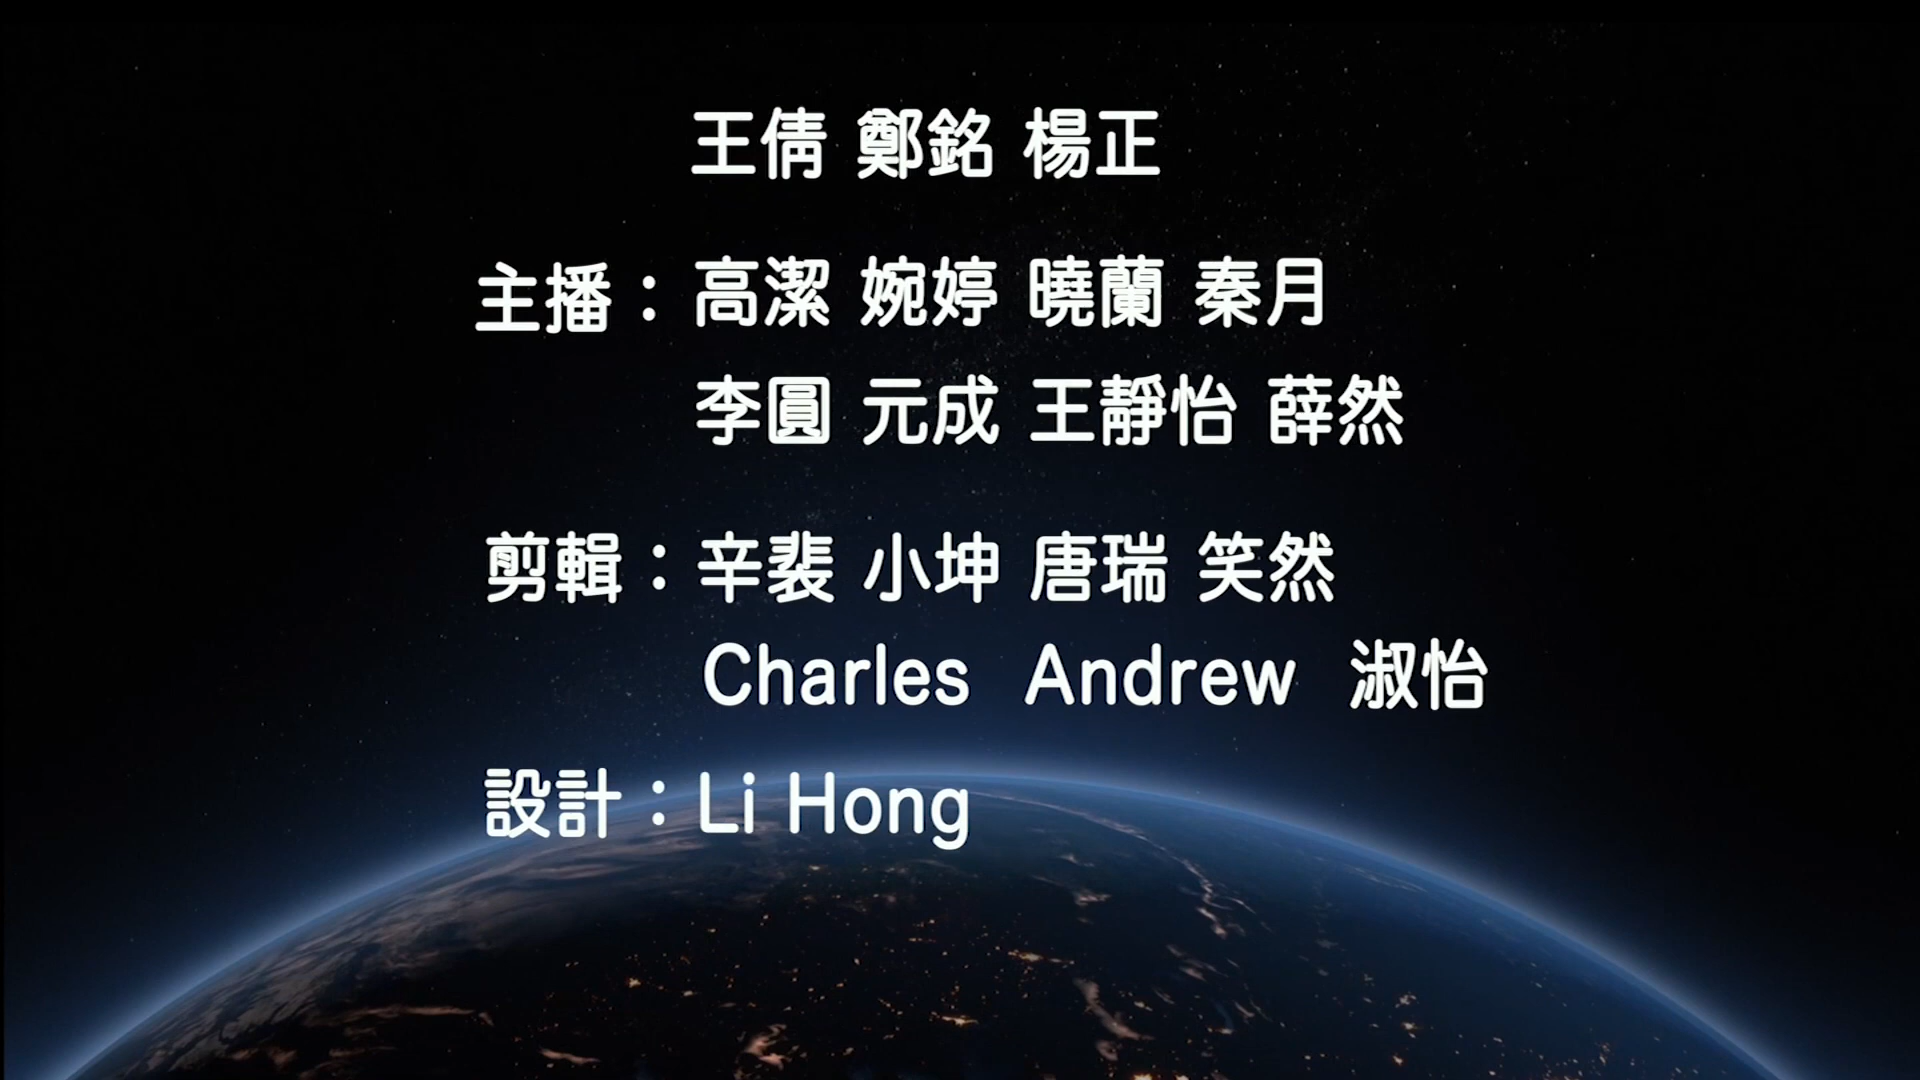 王倩 鄭銘 楊正
主播：高潔 婉婷 曉蘭 秦月
李圓 元成 王靜怡 薛然
剪輯：辛裴 小坤 唐瑞 笑然
Charles Andrew 淑怡
設計：Li Hong